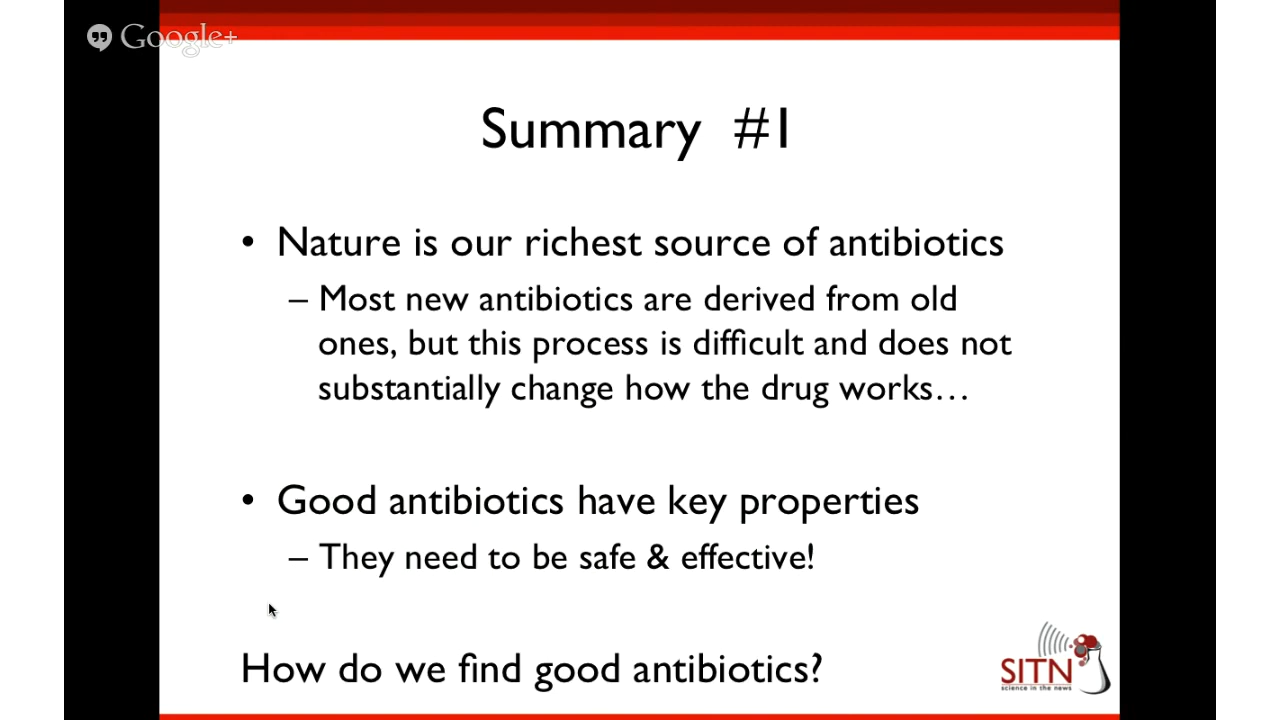 Google+
Summary #1
• Nature is our richest source of antibiotics
– Most new antibiotics are derived from old
ones, but this process is difficult and does not
substantially change how the drug works…
• Good antibiotics have key properties
– They need to be safe & effective!
How do we find good antibiotics?
SITN
science in the news